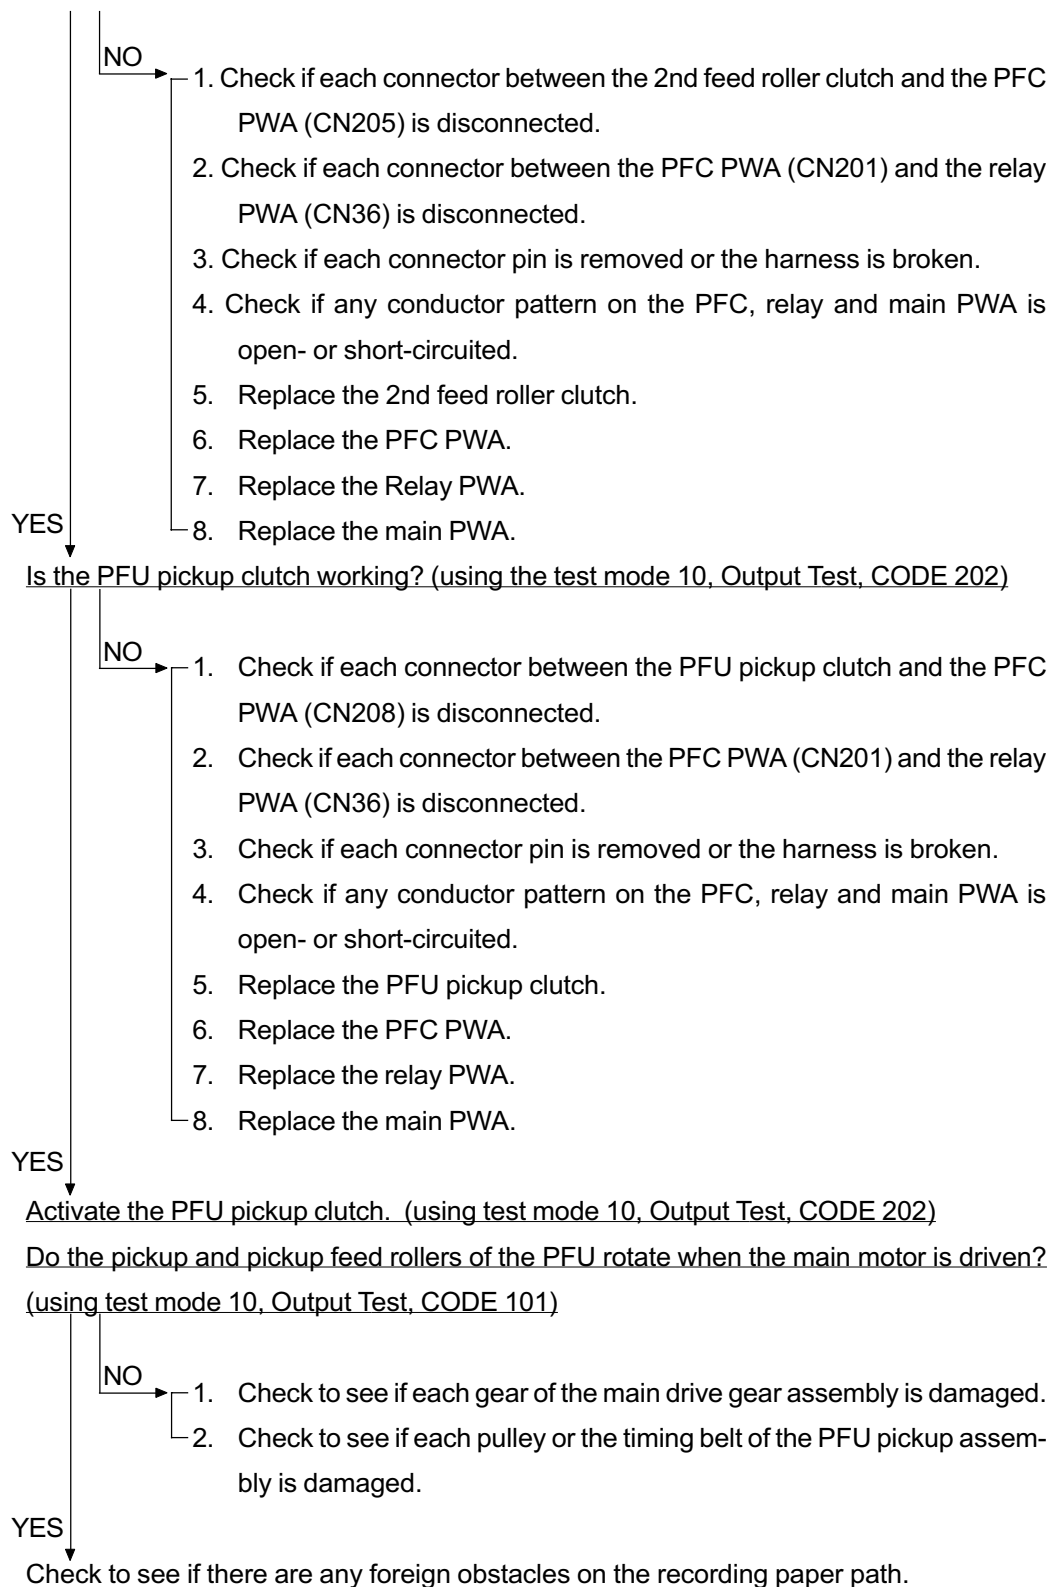 NO
1. Check if each connector between the 2nd feed roller clutch and the PFC
PWA (CN205) is disconnected.
2. Check if each connector between the PFC PWA (CN201) and the relay
PWA (CN36) is disconnected.
3. Check if each connector pin is removed or the harness is broken.
4. Check if any conductor pattern on the PFC, relay and main PWA is
open- or short-circuited.
5. Replace the 2nd feed roller clutch.
6. Replace the PFC PWA.
7. Replace the Relay PWA.
8. Replace the main PWA.
YES
Is the PFU pickup clutch working? (using the test mode 10, Output Test, CODE 202)
NO
1. Check if each connector between the PFU pickup clutch and the PFC
PWA (CN208) is disconnected.
2. Check if each connector between the PFC PWA (CN201) and the relay
PWA (CN36) is disconnected.
3. Check if each connector pin is removed or the harness is broken.
4. Check if any conductor pattern on the PFC, relay and main PWA is
open- or short-circuited.
5. Replace the PFU pickup clutch.
6. Replace the PFC PWA.
7. Replace the relay PWA.
8. Replace the main PWA.
YES
Activate the PFU pickup clutch. (using test mode 10, Output Test, CODE 202)
Do the pickup and pickup feed rollers of the PFU rotate when the main motor is driven?
(using test mode 10, Output Test, CODE 101)
NO
1. Check to see if each gear of the main drive gear assembly is damaged.
2. Check to see if each pulley or the timing belt of the PFU pickup assem-
bly is damaged.
YES
Check to see if there are any foreign obstacles on the recording paper path.